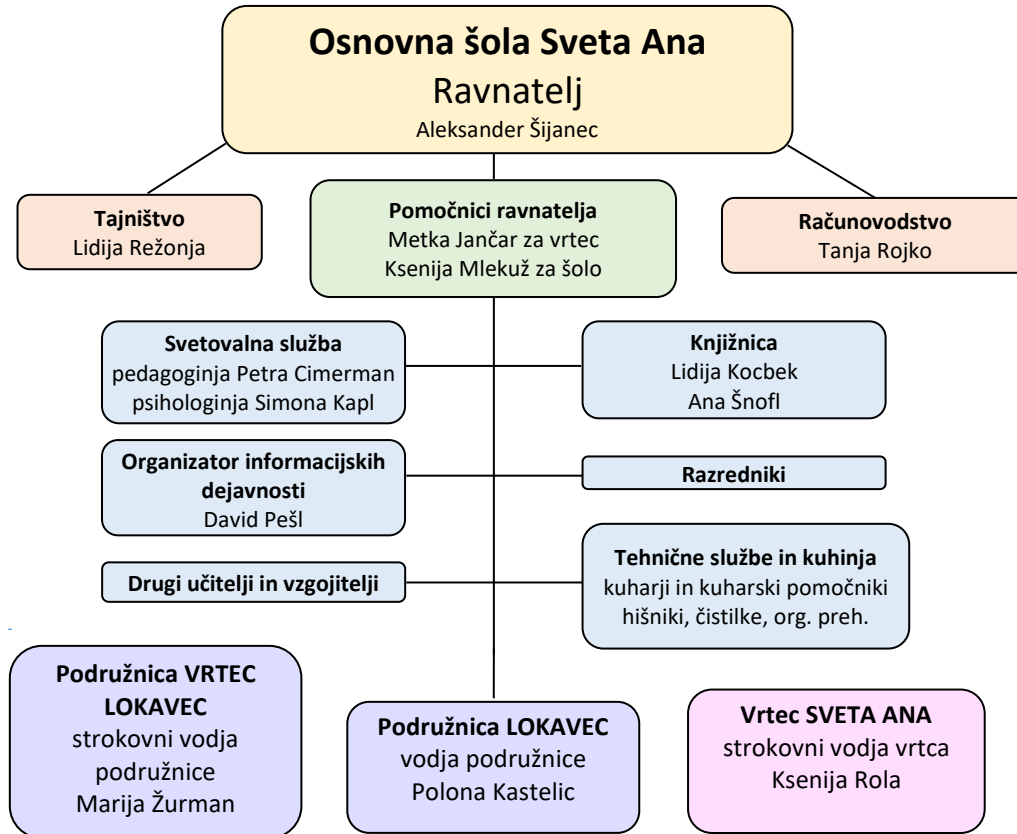 Osnovna šola Sveta Ana
Ravnatelj
Aleksander Šijanec
Tajništvo
Lidija Režonja
Pomočnici ravnatelja
Metka Jančar za vrtec
Ksenija Mlekuž za šolo
Računovodstvo
Tanja Rojko
Svetovalna služba
pedagoginja Petra Cimerman
psihologinja Simona Kapl
Knjižnica
Lidija Kocbek
Ana Šnofl
Organizator informacijskih
dejavnosti
David Pešl
Razredniki
Drugi učitelji in vzgojitelji
Tehnične službe in kuhinja
kuharji in kuharski pomočniki
hišniki, čistilke, org. preh.
Podružnica VRTEC
LOKAVEC
strokovni vodja
podružnice
Marija Žurman
Podružnica LOKAVEC
vodja podružnice
Polona Kastelic
Vrtec SVETA ANA
strokovni vodja vrtca
Ksenija Rola